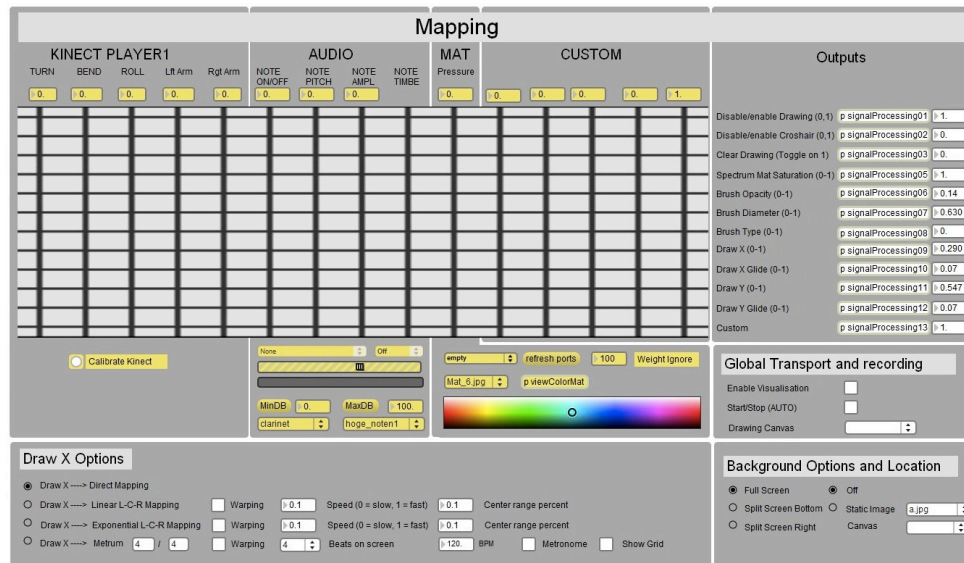 Mapping
KINECT PLAYER1
AUDIO
MAT
CUSTOM
Outputs
TURN BEND ROLL Lft Arm Rgt Arm
NOTE ON/OFF
NOTE PITCH
NOTE AMPL
NOTE TIMBE
Pressure
0. 0. 0. 0. 0. 0. 0. 0. 0. 0. 0. 0. 0. 1.
Disable/enable Drawing (0,1) p signalProcessing01 1.
Disable/enable Croshair (0,1) p signalProcessing02 0.
Clear Drawing (Toggle on 1) p signalProcessing03 0.
Spectrum Mat Saturation (0-1) p signalProcessing05 1.
Brush Opacity (0-1) p signalProcessing06 0.14
Brush Diameter (0-1) p signalProcessing07 0.630
Brush Type (0-1) p signalProcessing08 0.
Draw X (0-1) p signalProcessing09 0.290
Draw X Glide (0-1) p signalProcessing10 0.07
Draw Y (0-1) p signalProcessing11 0.547
Draw Y Glide (0-1) p signalProcessing12 0.07
Custom p signalProcessing13 1.
Calibrate Kinect
None Off
MinDB 0. MaxDB 100.
clarinet hoge_noten1
empty refresh ports 100 Weight Ignore
Mat_6.jpg p viewColorMat
Global Transport and recording
Enable Visualisation
Start/Stop (AUTO)
Drawing Canvas
Draw X Options
Draw X ----> Direct Mapping
Draw X ----> Linear L-C-R Mapping Warping 0.1 Speed (0 = slow, 1 = fast) 0.1 Center range percent
Draw X ----> Exponential L-C-R Mapping Warping 0.1 Speed (0 = slow, 1 = fast) 0.1 Center range percent
Draw X ----> Metrum 4 / 4 Warping 4 Beats on screen 120. BPM Metronome Show Grid
Background Options and Location
Full Screen Off
Split Screen Bottom Static Image a.jpg
Split Screen Right Canvas